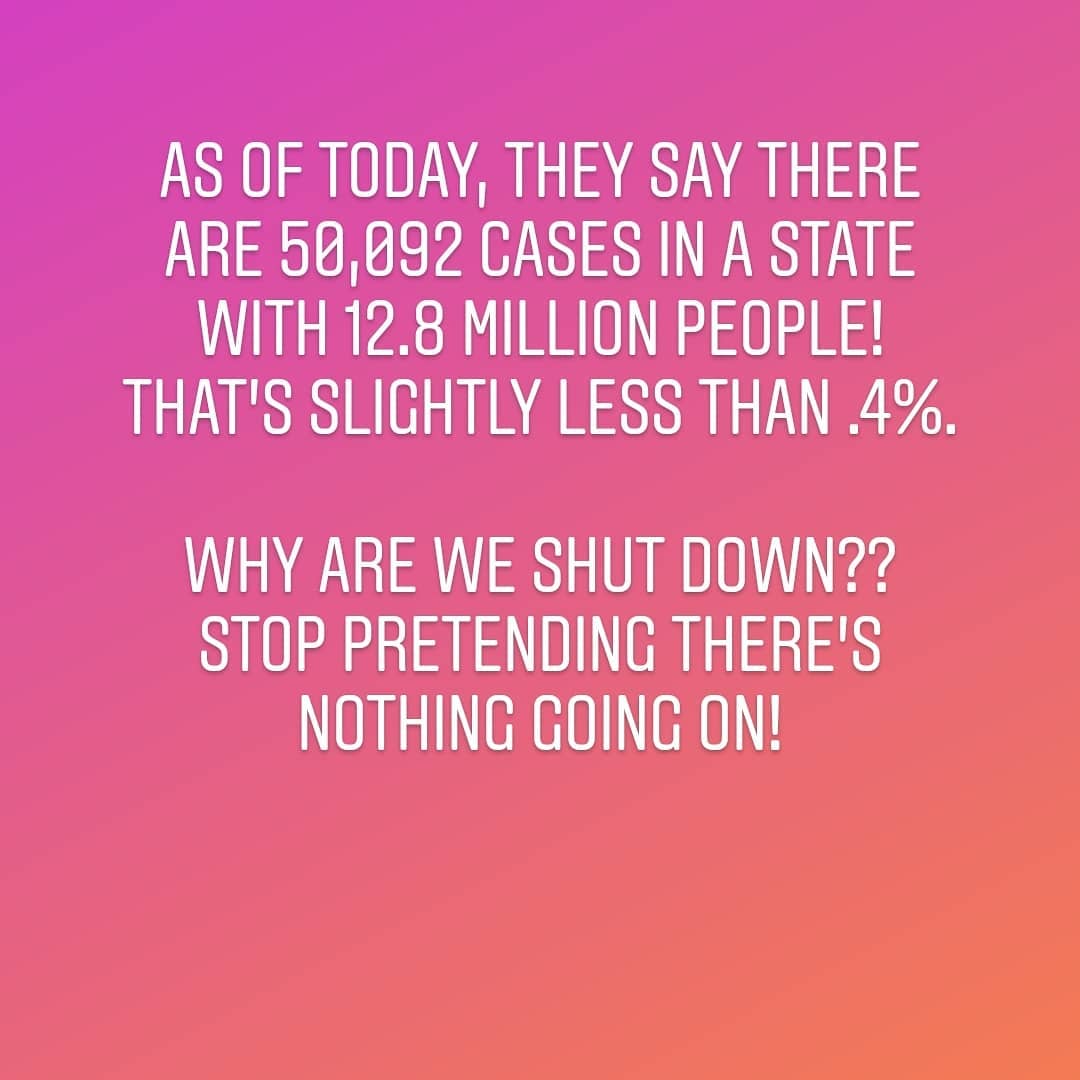 AS OF TODAY, THEY SAY THERE
ARE 50,092 CASES IN A STATE
WITH 12.8 MILLION PEOPLE!
THAT'S SLIGHTLY LESS THAN .4%.
WHY ARE WE SHUT DOWN??
STOP PRETENDING THERE'S
NOTHING GOING ON!